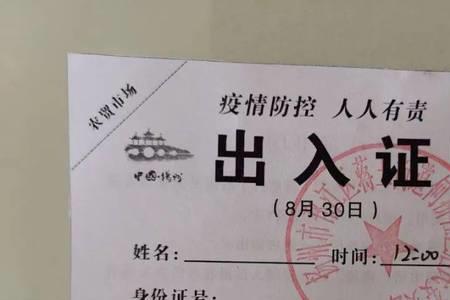 农贸市场
疫情防控 人人有责
出入证
中国·扬州
(8月30日)
姓名: 时间: 12:00
身份证号: